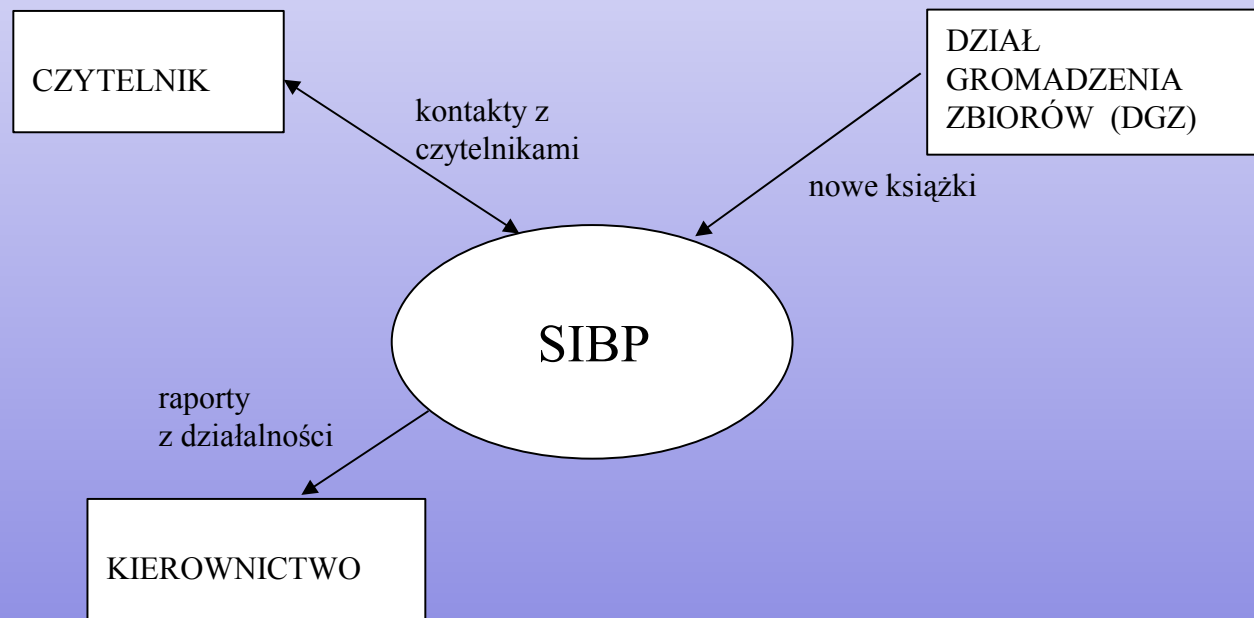 CZYTELNIK
DZIAŁ
GROMADZENIA
ZBIORÓW (DGZ)
kontakty z
czytelnikami
nowe książki
SIBP
raporty
z działalności
KIEROWNICTWO